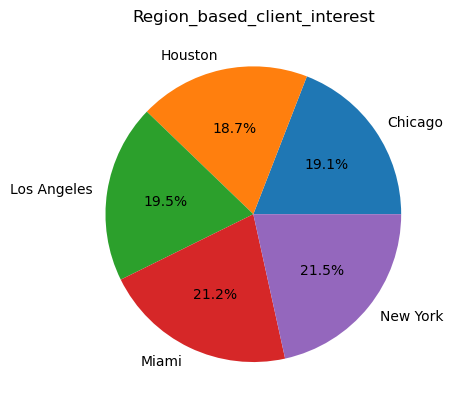 Region_based_client_interest
Houston
Chicago
18.7%
19.1%
Los Angeles
19.5%
21.5%
21.2%
New York
Miami